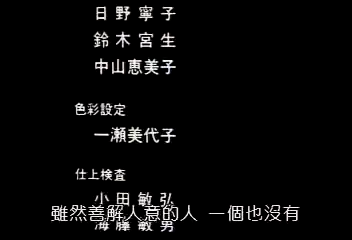 日野寧子
鈴木宮生
中山恵美子
色彩設定
一瀬美代子
仕上検査
小田敏弘
雖然善解人意的人 一個也沒有
敏男